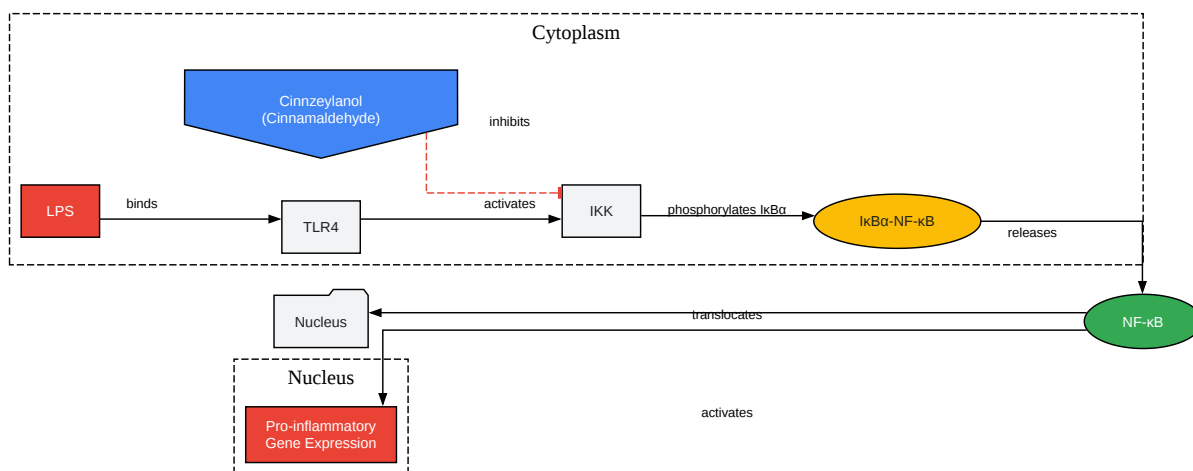 Cytoplasm
Cinnzeylanol
(Cinnamaldehyde)
inhibits
LPS
binds
TLR4
activates
IKK
phosphorylates IκBα
IκBα-NF-κB
releases
Nucleus
translocates
NF-κB
Nucleus
Pro-inflammatory
Gene Expression
activates